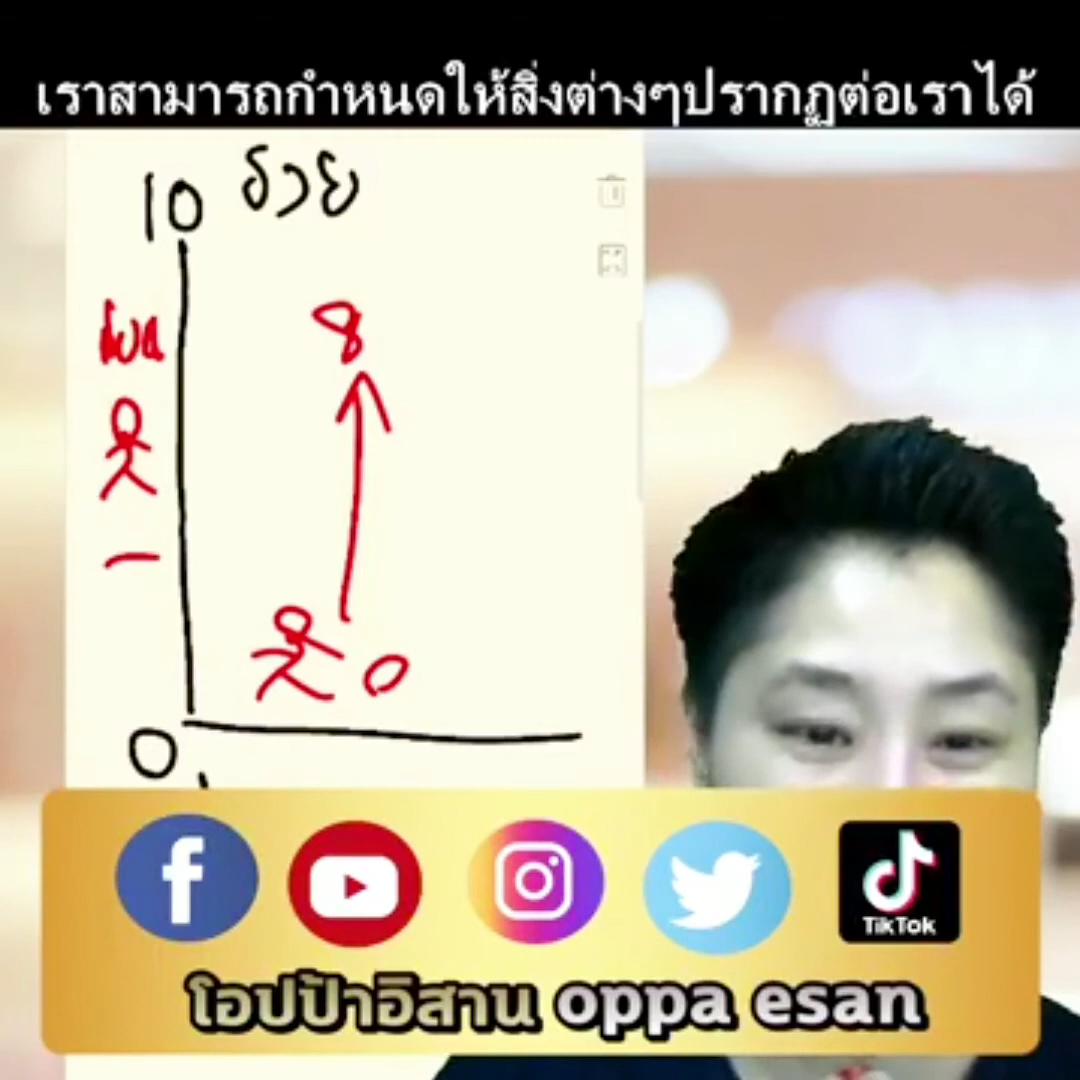 เราสามารถกำหนดให้สิ่งต่างๆปรากฏต่อเราได้
10 รวย
8
0
0
TikTok
โอปป้าอิสาน oppa esan